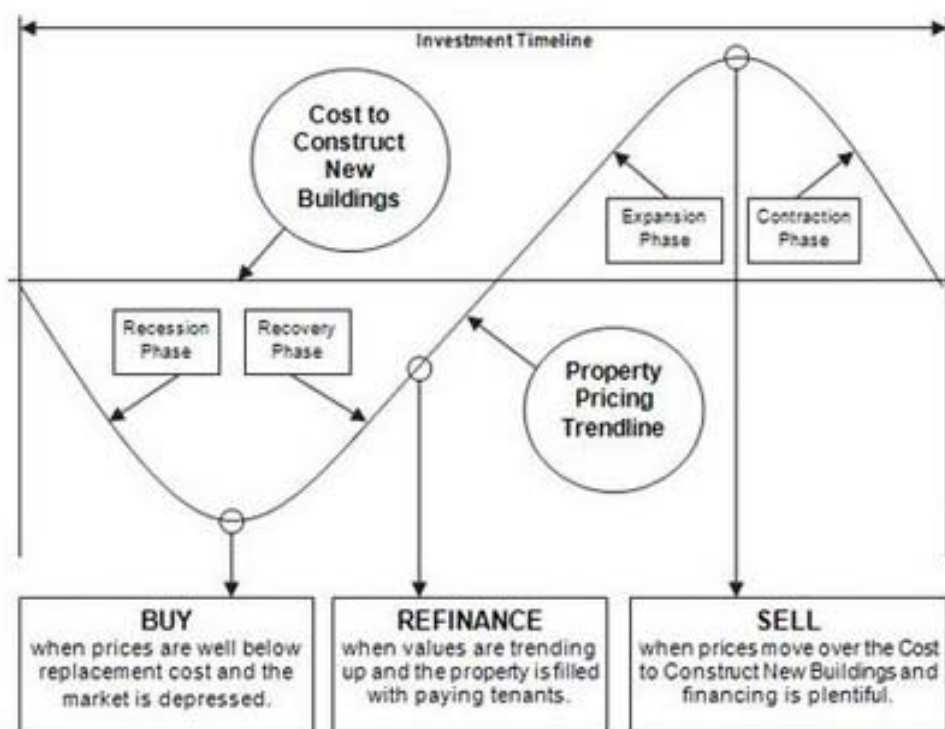 Investment Timeline
Cost to
Construct
New
Buildings
Expansion
Phase
Contraction
Phase
Recession
Phase
Recovery
Phase
Property
Pricing
Trendline
BUY
when prices are well below
replacement cost and the
market is depressed.
REFINANCE
when values are trending
up and the property is filled
with paying tenants.
SELL
when prices move over the Cost
to Construct New Buildings and
financing is plentiful.